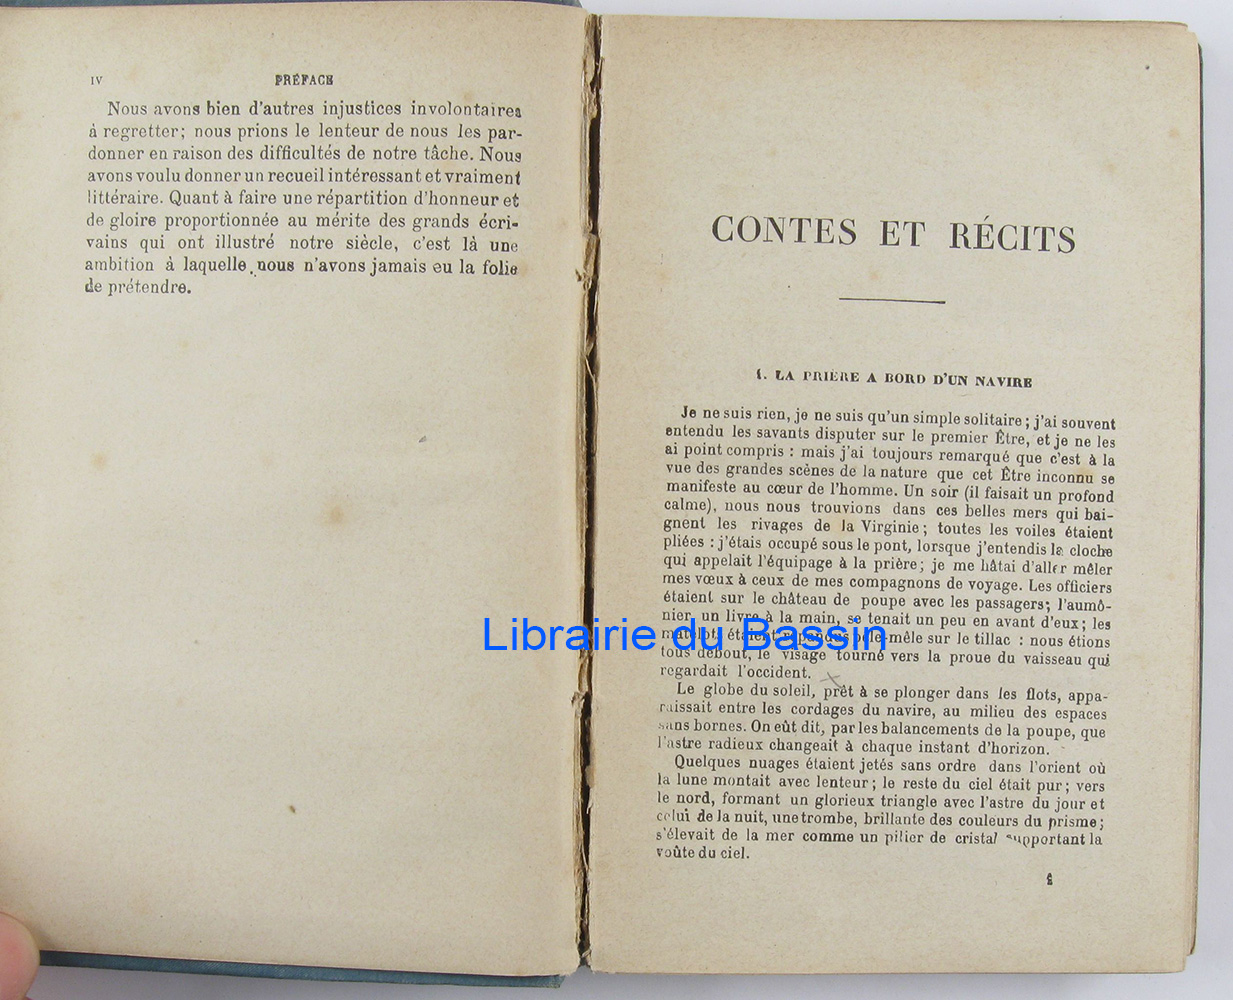 IV PRÉFACE
Nous avons bien d'autres injustices involontaires
à regretter; nous prions le lenteur de nous les par-
donner en raison des difficultés de notre tâche. Nous
avons voulu donner un recueil intéressant et vraiment
littéraire. Quant à faire une répartition d'honneur et
de gloire proportionnée au mérite des grands écri-
vains qui ont illustré notre siècle, c'est là une
ambition à laquelle nous n'avons jamais eu la folie
de prétendre.
CONTES ET RÉCITS
1. LA PRIÈRE A BORD D'UN NAVIRE
Je ne suis rien, je ne suis qu'un simple solitaire; j'ai souvent
entendu les savants disputer sur le premier Être, et je ne les
ai point compris : mais j'ai toujours remarqué que c'est à la
vue des grandes scènes de la nature que cet Être inconnu se
manifeste au cœur de l'homme. Un soir (il faisait un profond
calme), nous nous trouvions dans ces belles mers qui bai-
gnent les rivages de la Virginie; toutes les voiles étaient
pliées : j'étais occupé sous le pont, lorsque j'entendis la cloche
qui appelait l'équipage à la prière; je me hâtai d'aller mêler
mes vœux à ceux de mes compagnons de voyage. Les officiers
étaient sur le château de poupe avec les passagers; l'aumô-
nier, un livre à la main, se tenait un peu en avant d'eux; les
matelots étaient répandus pêle-mêle sur le tillac : nous étions
tous debout, le visage tourné vers la proue du vaisseau qui
regardait l'occident.
Le globe du soleil, prêt à se plonger dans les flots, appa-
raissait entre les cordages du navire, au milieu des espaces
sans bornes. On eût dit, par les balancements de la poupe, que
l'astre radieux changeait à chaque instant d'horizon.
Quelques nuages étaient jetés sans ordre dans l'orient où
la lune montait avec lenteur; le reste du ciel était pur; vers
le nord, formant un glorieux triangle avec l'astre du jour et
celui de la nuit, une trombe, brillante des couleurs du prisme;
s'élevait de la mer comme un pilier de cristal supportant la
voûte du ciel.
Librairie du Bassin